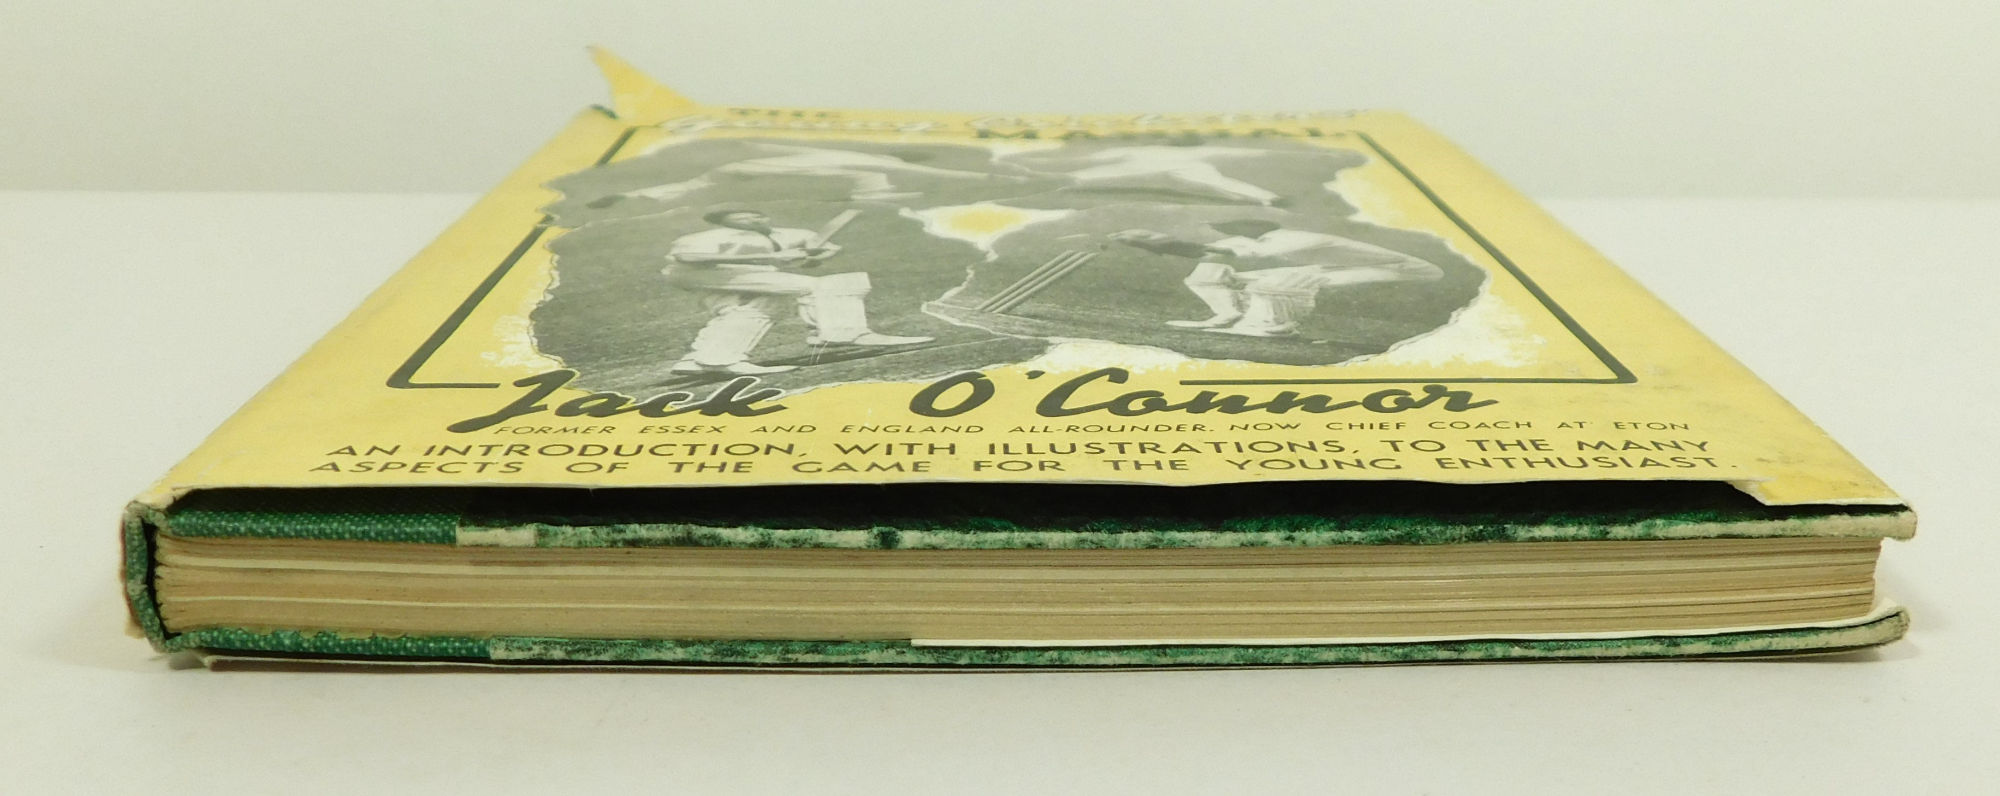 THE
MANUAL
Jack O'Connor
FORMER ESSEX AND ENGLAND ALL-ROUNDER. NOW CHIEF COACH AT ETON
AN INTRODUCTION, WITH ILLUSTRATIONS, TO THE MANY
ASPECTS OF THE GAME FOR THE YOUNG ENTHUSIAST.